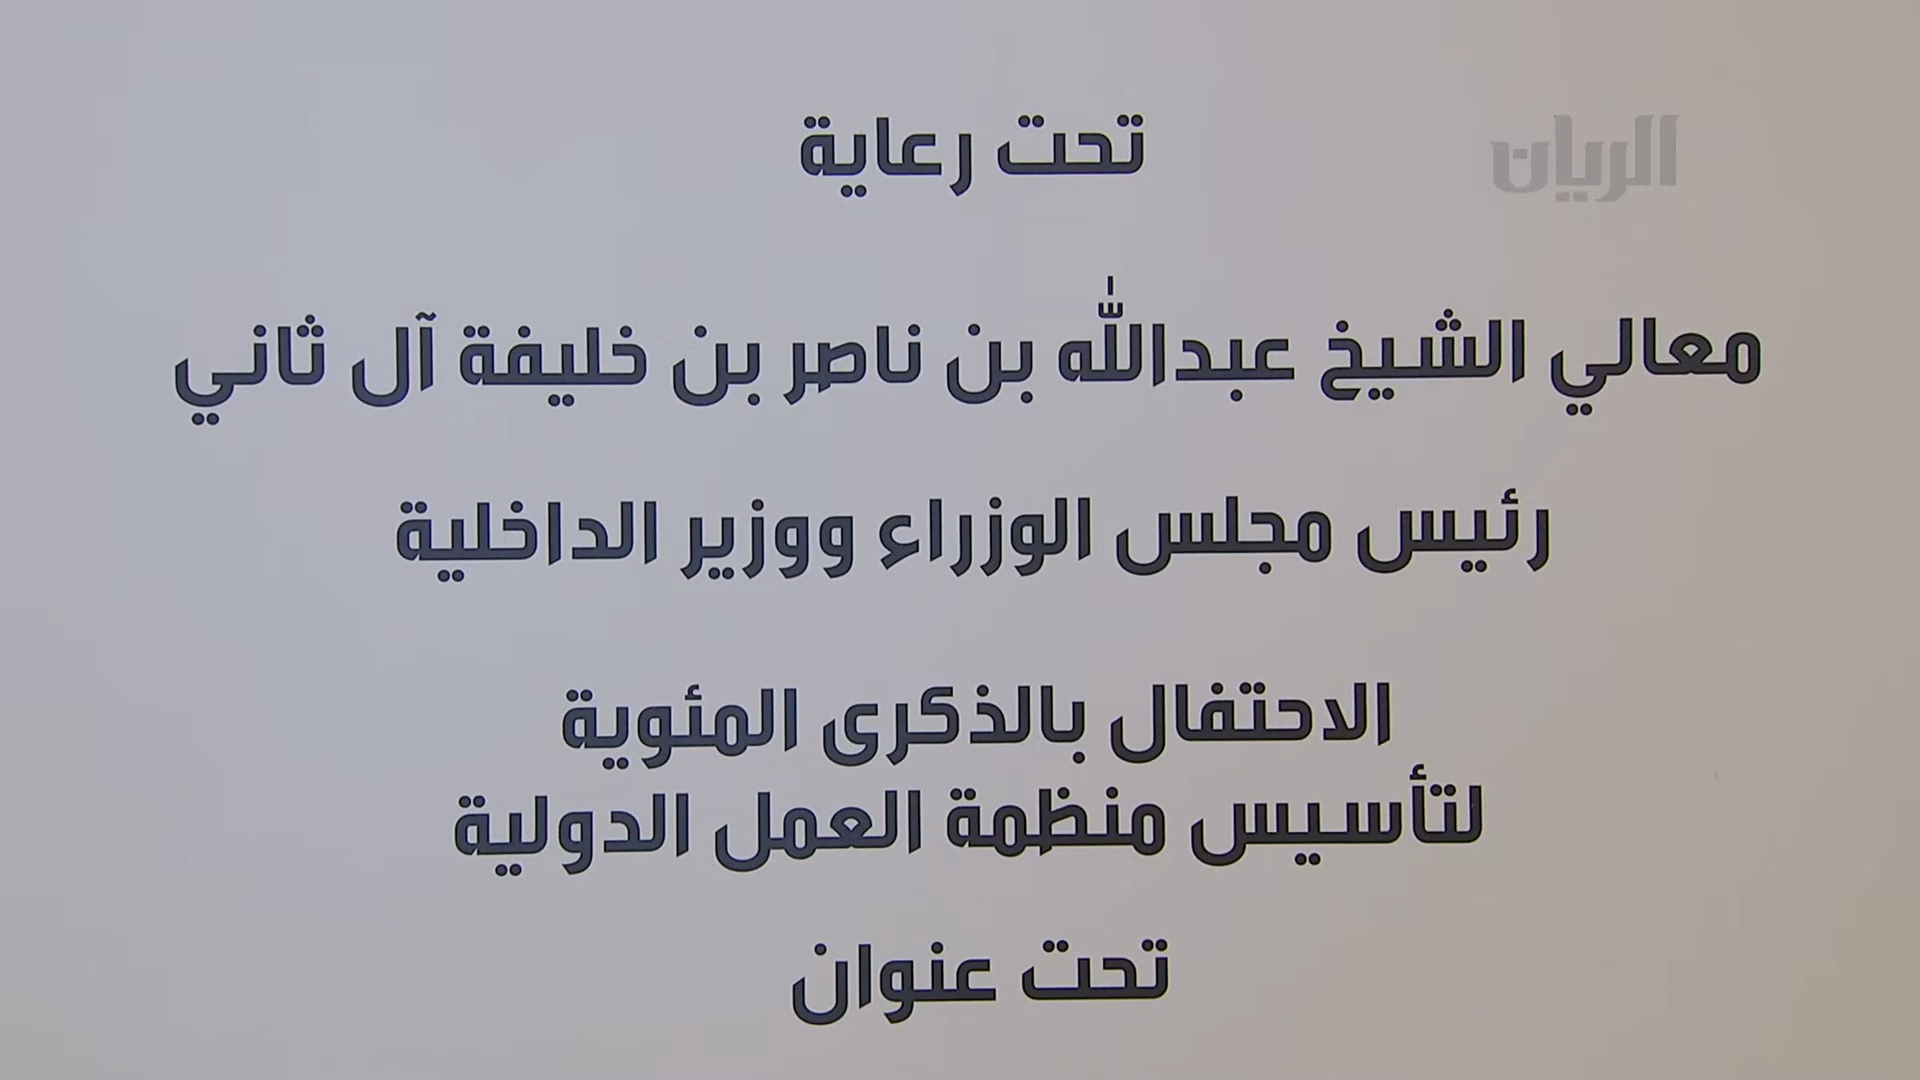 تحت رعاية
الريان
معالي الشيخ عبدالله بن ناصر بن خليفة آل ثاني
رئيس مجلس الوزراء ووزير الداخلية
الاحتفال بالذكرى المئوية
لتأسيس منظمة العمل الدولية
تحت عنوان